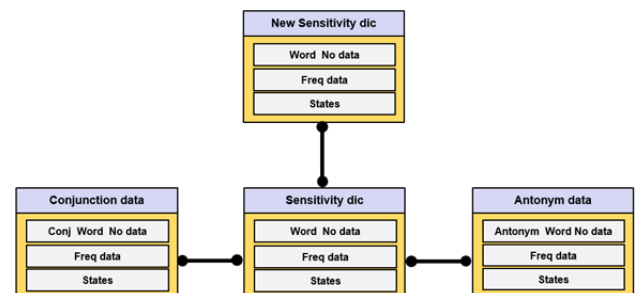 New Sensitivity dic
Word No data
Freq data
States
Conjunction data
Conj Word No data
Freq data
States
Sensitivity dic
Word No data
Freq data
States
Antonym data
Antonym Word No data
Freq data
States